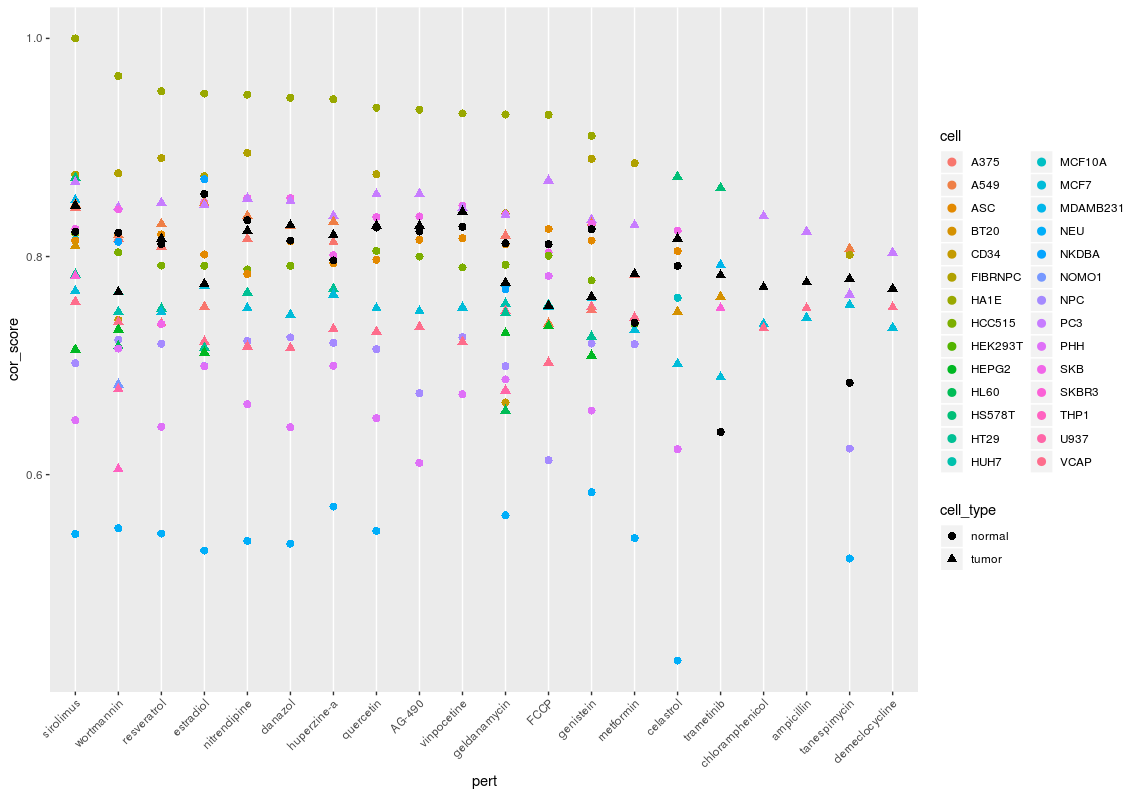 1.0
0.8
0.6
cor_score
sirolimus
wortmannin
resveratrol
estradiol
nitrendipine
danazol
huperzine-a
quercetin
AG-490
vinpocetine
geldanamycin
FCCP
genistein
metformin
celastrol
trametinib
chloramphenicol
ampicillin
tanespimycin
demeclocycline
pert
cell
A375
A549
ASC
BT20
CD34
FIBRNPC
HA1E
HCC515
HEK293T
HEPG2
HL60
HS578T
HT29
HUH7
MCF10A
MCF7
MDAMB231
NEU
NKDBA
NOMO1
NPC
PC3
PHH
SKB
SKBR3
THP1
U937
VCAP
cell_type
normal
tumor